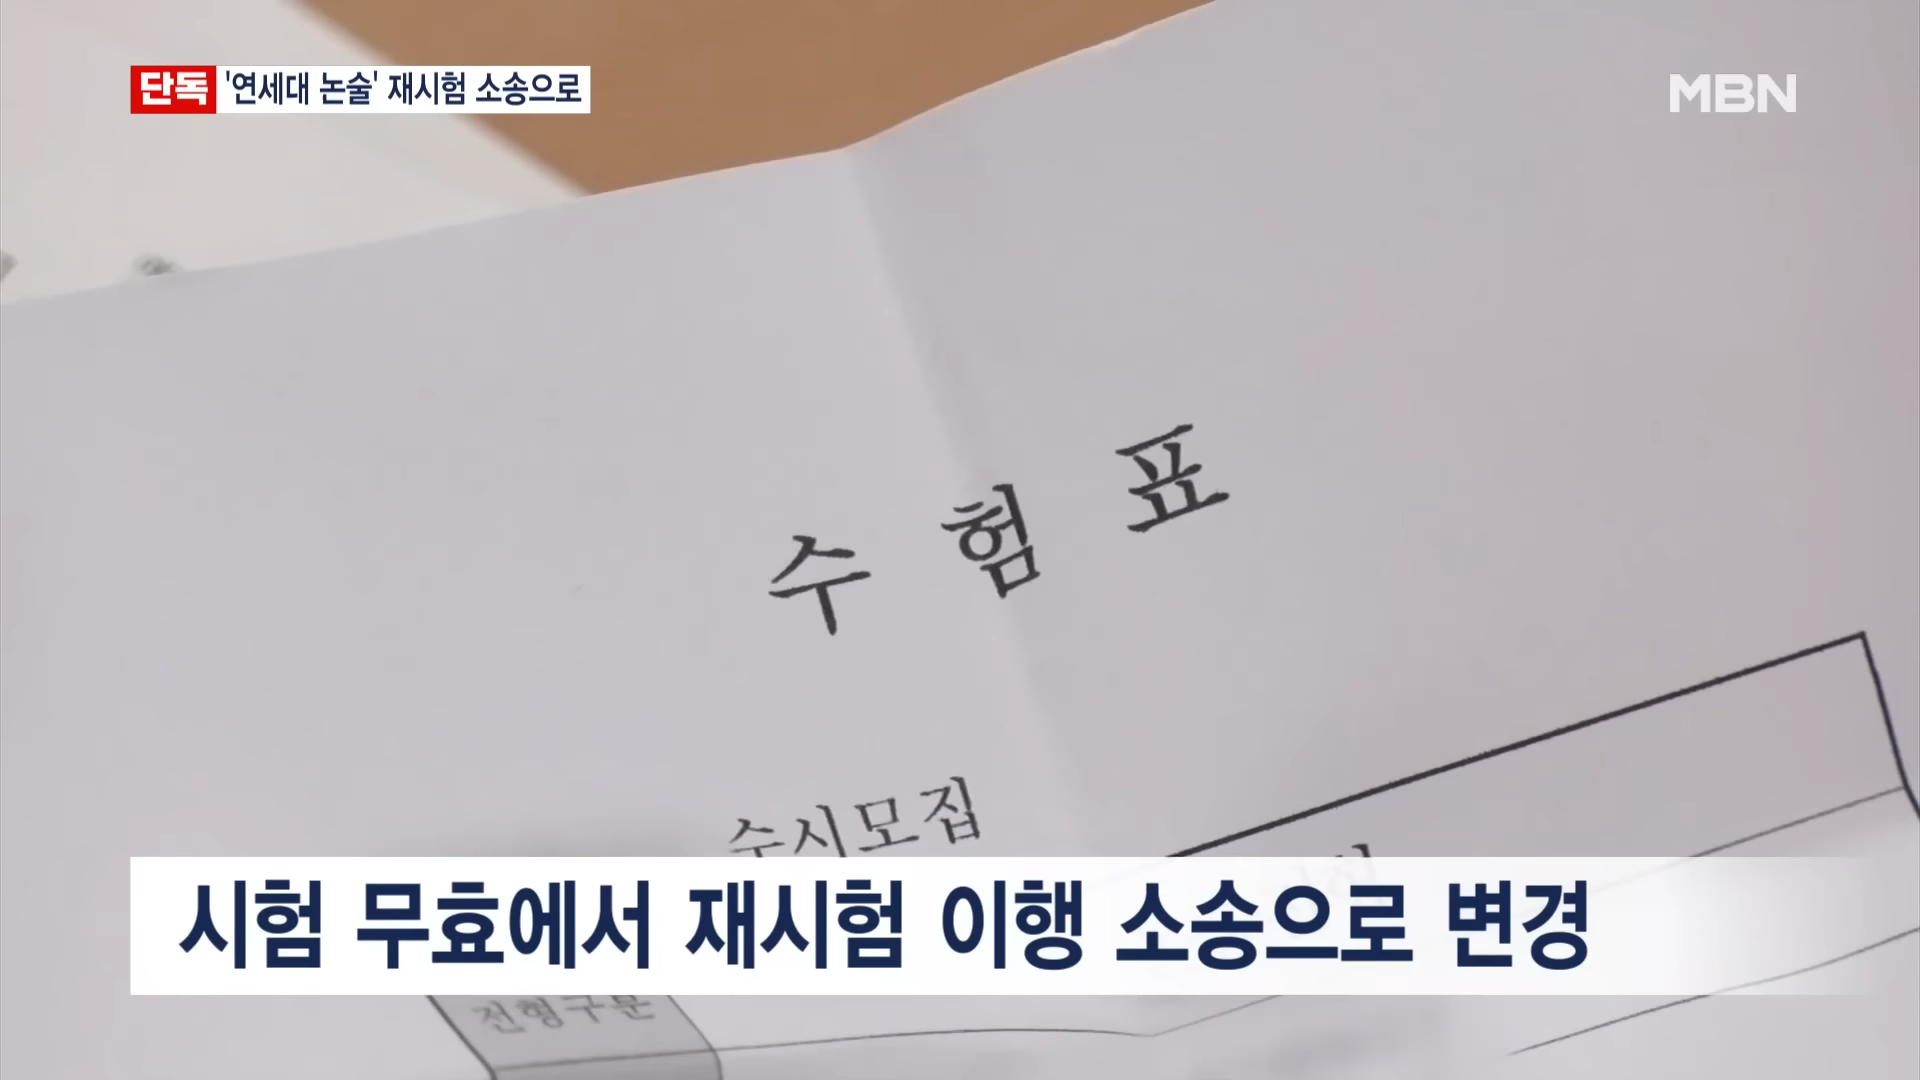 단독 '연세대 논술' 재시험 소송으로
MBN
수 험 표
수시모집
시험 무효에서 재시험 이행 소송으로 변경
전형구분